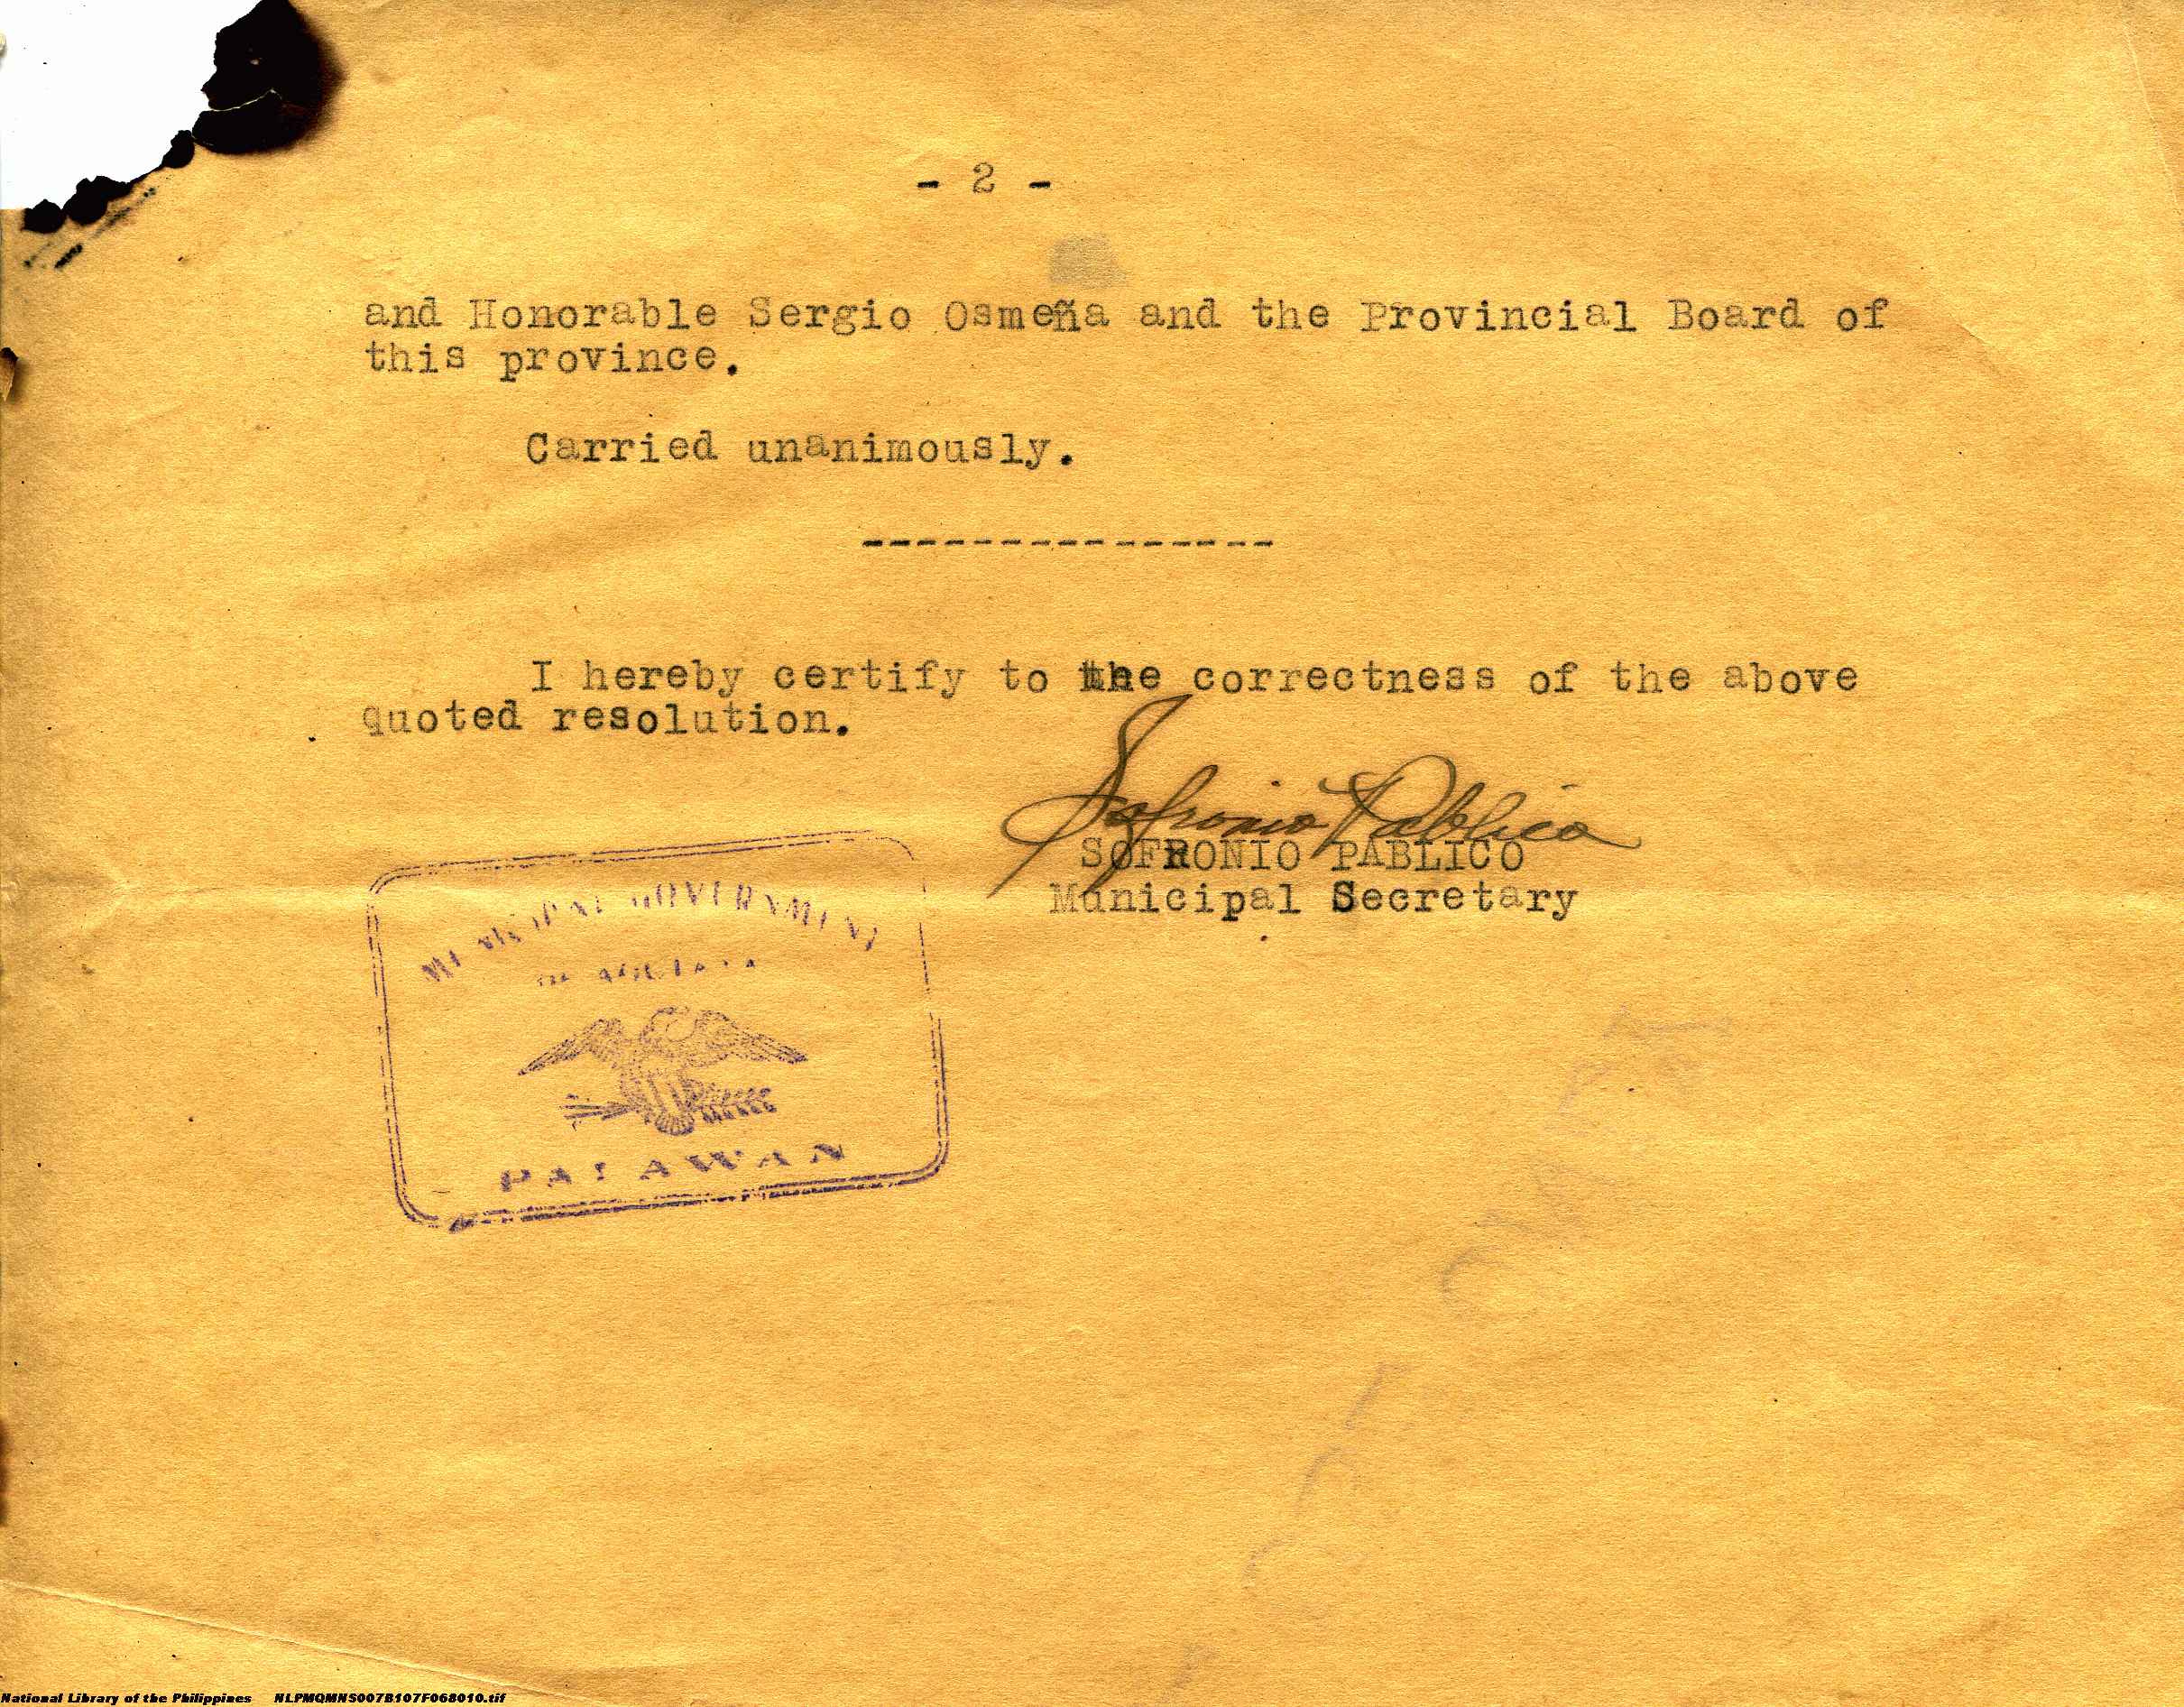 - 2 -
and Honorable Sergio Osmeña and the Provincial Board of
this province.
Carried unanimously.
----------------
I hereby certify to the correctness of the above
quoted resolution.
Sofronio Pablico
SOFRONIO PABLICO
Municipal Secretary
MUNICIPAL GOVERNMENT
PALAWAN
National Library of the Philippines NLPMQMNS007B107F068010.tif